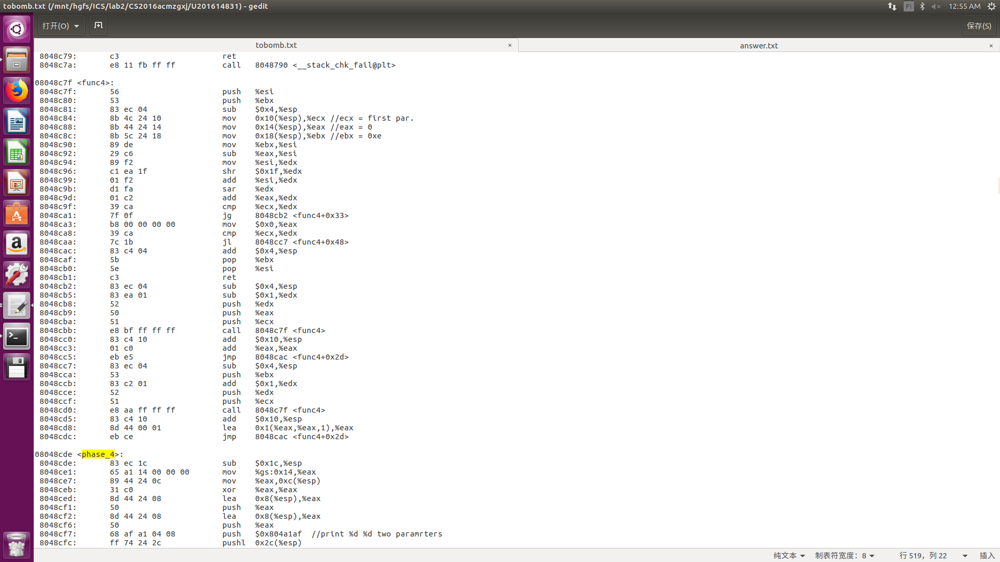 tobomb.txt (/mnt/hgfs/ICS/lab2/CS2016acmzgxj/U201614831) - gedit
Pi 12:55 AM
打开(O) 保存(S)
tobomb.txt × answer.txt ×
8048c79: c3 ret
8048c7a: e8 11 fb ff ff call 8048790 <__stack_chk_fail@plt>
08048c7f <func4>:
8048c7f: 56 push %esi
8048c80: 53 push %ebx
8048c81: 83 ec 04 sub $0x4,%esp
8048c84: 8b 4c 24 10 mov 0x10(%esp),%ecx //ecx = first par.
8048c88: 8b 44 24 14 mov 0x14(%esp),%eax //eax = 0
8048c8c: 8b 5c 24 18 mov 0x18(%esp),%ebx //ebx = 0xe
8048c90: 89 de mov %ebx,%esi
8048c92: 29 c6 sub %eax,%esi
8048c94: 89 f2 mov %esi,%edx
8048c96: c1 ea 1f shr $0x1f,%edx
8048c99: 01 f2 add %esi,%edx
8048c9b: d1 fa sar %edx
8048c9d: 01 c2 add %eax,%edx
8048c9f: 39 ca cmp %ecx,%edx
8048ca1: 7f 0f jg 8048cb2 <func4+0x33>
8048ca3: b8 00 00 00 00 mov $0x0,%eax
8048ca8: 39 ca cmp %ecx,%edx
8048caa: 7c 1b jl 8048cc7 <func4+0x48>
8048cac: 83 c4 04 add $0x4,%esp
8048caf: 5b pop %ebx
8048cb0: 5e pop %esi
8048cb1: c3 ret
8048cb2: 83 ec 04 sub $0x4,%esp
8048cb5: 83 ea 01 sub $0x1,%edx
8048cb8: 52 push %edx
8048cb9: 50 push %eax
8048cba: 51 push %ecx
8048cbb: e8 bf ff ff ff call 8048c7f <func4>
8048cc0: 83 c4 10 add $0x10,%esp
8048cc3: 01 c0 add %eax,%eax
8048cc5: eb e5 jmp 8048cac <func4+0x2d>
8048cc7: 83 ec 04 sub $0x4,%esp
8048cca: 53 push %ebx
8048ccb: 83 c2 01 add $0x1,%edx
8048cce: 52 push %edx
8048ccf: 51 push %ecx
8048cd0: e8 aa ff ff ff call 8048c7f <func4>
8048cd5: 83 c4 10 add $0x10,%esp
8048cd8: 8d 44 00 01 lea 0x1(%eax,%eax,1),%eax
8048cdc: eb ce jmp 8048cac <func4+0x2d>
08048cde <phase_4>:
8048cde: 83 ec 1c sub $0x1c,%esp
8048ce1: 65 a1 14 00 00 00 mov %gs:0x14,%eax
8048ce7: 89 44 24 0c mov %eax,0xc(%esp)
8048ceb: 31 c0 xor %eax,%eax
8048ced: 8d 44 24 08 lea 0x8(%esp),%eax
8048cf1: 50 push %eax
8048cf2: 8d 44 24 08 lea 0x8(%esp),%eax
8048cf6: 50 push %eax
8048cf7: 68 af a1 04 08 push $0x804a1af //print %d %d two paramrters
8048cfc: ff 74 24 2c pushl 0x2c(%esp)
纯文本 制表符宽度：8 行 519，列 22 插入